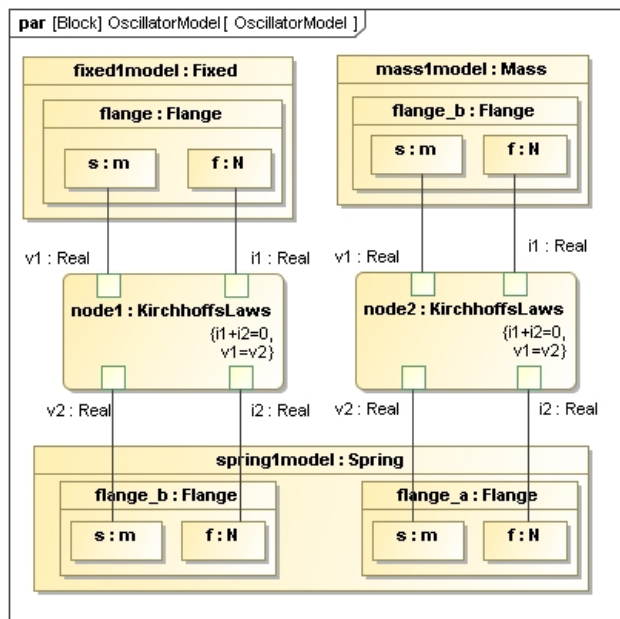 par [Block] OscillatorModel [ OscillatorModel ]
fixed1model : Fixed
flange : Flange
s : m
f : N
mass1model : Mass
flange_b : Flange
s : m
f : N
v1 : Real
i1 : Real
v1 : Real
i1 : Real
node1 : KirchhoffsLaws
{i1+i2=0,
v1=v2}
node2 : KirchhoffsLaws
{i1+i2=0,
v1=v2}
v2 : Real
i2 : Real
v2 : Real
i2 : Real
spring1model : Spring
flange_b : Flange
s : m
f : N
flange_a : Flange
s : m
f : N